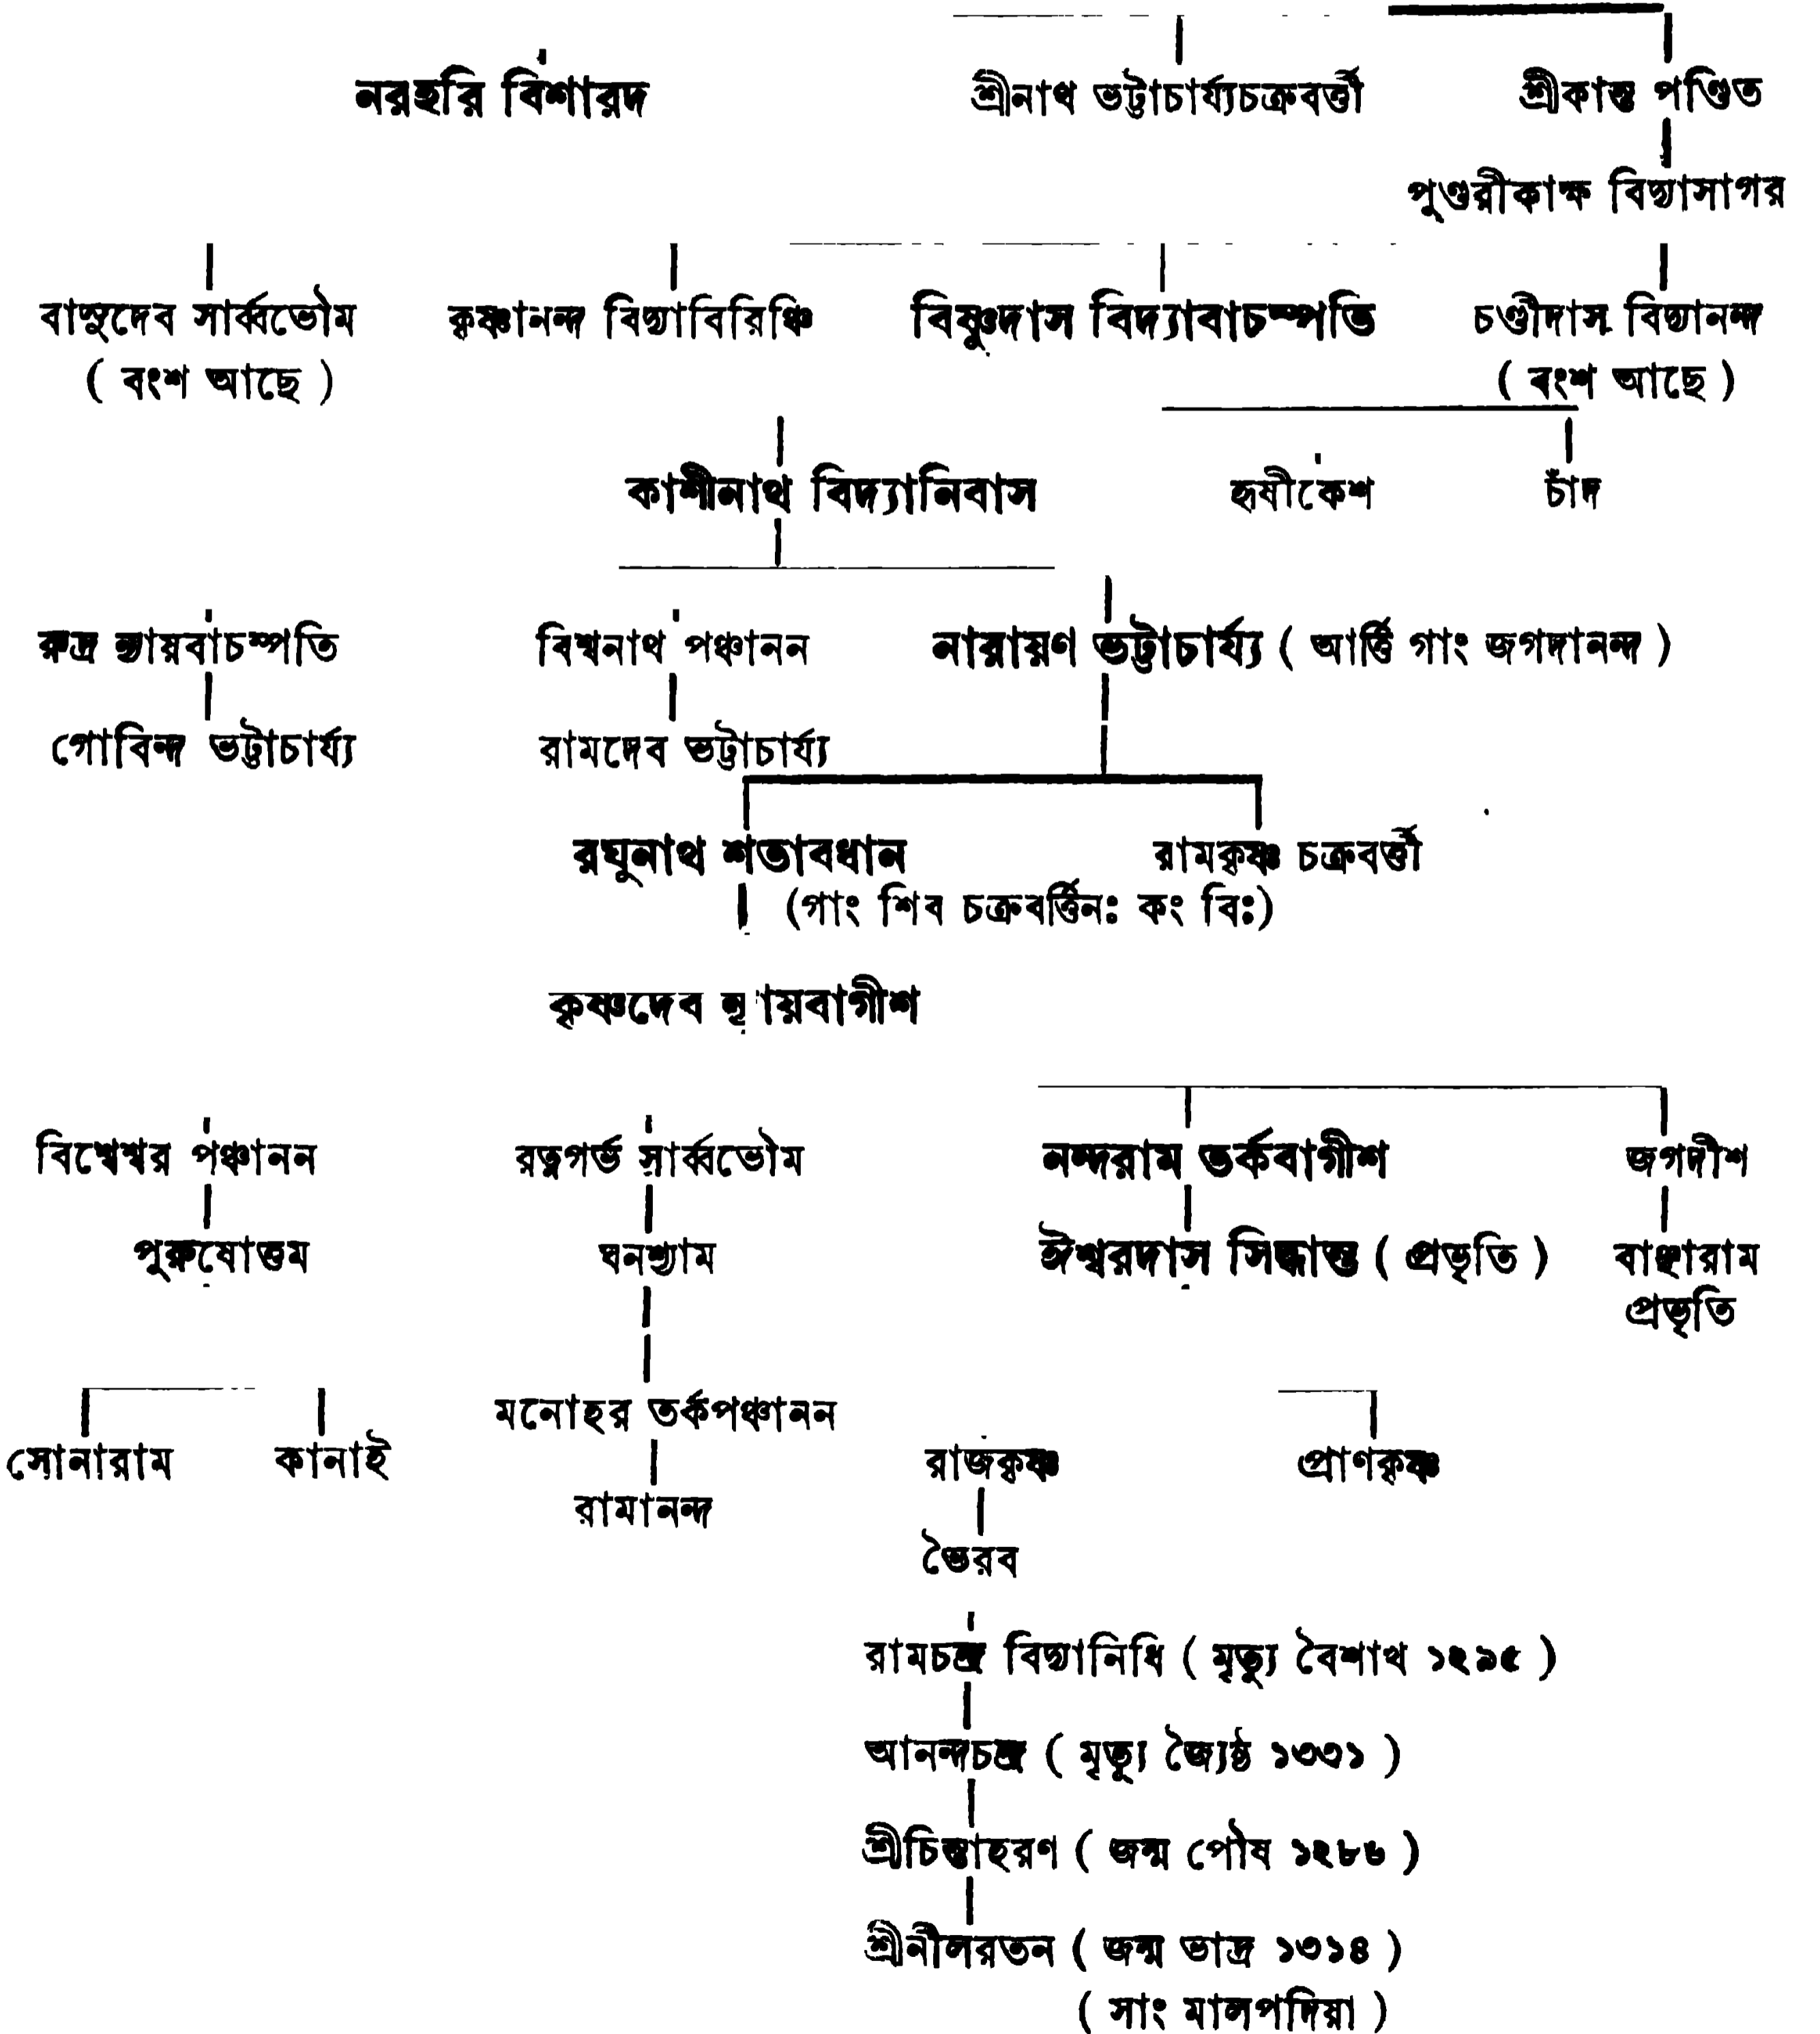 নরহরি বিশারদ শ্রীনাথ ভট্টাচার্য্যচক্রবর্ত্তী শ্রীকান্ত পণ্ডিত
পুণ্ডরীকাক্ষ বিদ্যাসাগর
বাসুদেব সার্ব্বভৌম কৃষ্ণানন্দ বিদ্যাবিরিঞ্চি বিষ্ণুদাস বিদ্যাবাচস্পতি চণ্ডীদাস বিদ্যানন্দ
( বংশ আছে ) ( বংশ আছে )
কাশীনাথ বিদ্যানিবাস হৃষীকেশ চাঁদ
রুদ্র ন্যায়বাচস্পতি বিশ্বনাথ পঞ্চানন নারায়ণ ভট্টাচার্য্য ( আর্ত্তি গাং জগদানন্দ )
গোবিন্দ ভট্টাচার্য্য রামদেব ভট্টাচার্য্য
রঘুনাথ শতাবধান রামকৃষ্ণ চক্রবর্ত্তী
(গাং শিব চক্রবর্ত্তিনঃ কং বিঃ)
কৃষ্ণদেব ন্যায়বাগীশ
বিশ্বেশ্বর পঞ্চানন রত্নগর্ভ সার্ব্বভৌম নন্দরাম তর্কবাগীশ জগদীশ
পুরুষোত্তম ঘনশ্যাম ঈশ্বরদাস সিদ্ধান্ত ( প্রভৃতি ) বাঞ্ছারাম
প্রভৃতি
মনোহর তর্কপঞ্চানন
সোনারাম কানাই রাজকৃষ্ণ প্রাণকৃষ্ণ
রামানন্দ
ভৈরব
রামচন্দ্র বিদ্যানিধি ( মৃত্যু বৈশাখ ১২৯৫ )
আনন্দচন্দ্র ( মৃত্যু জ্যৈষ্ঠ ১৩৩১ )
শ্রীচিন্তাহরণ ( জন্ম পৌষ ১২৮৬ )
শ্রীনীলরতন ( জন্ম ভাদ্র ১৩১৪ )
( সাং মালপদিয়া )